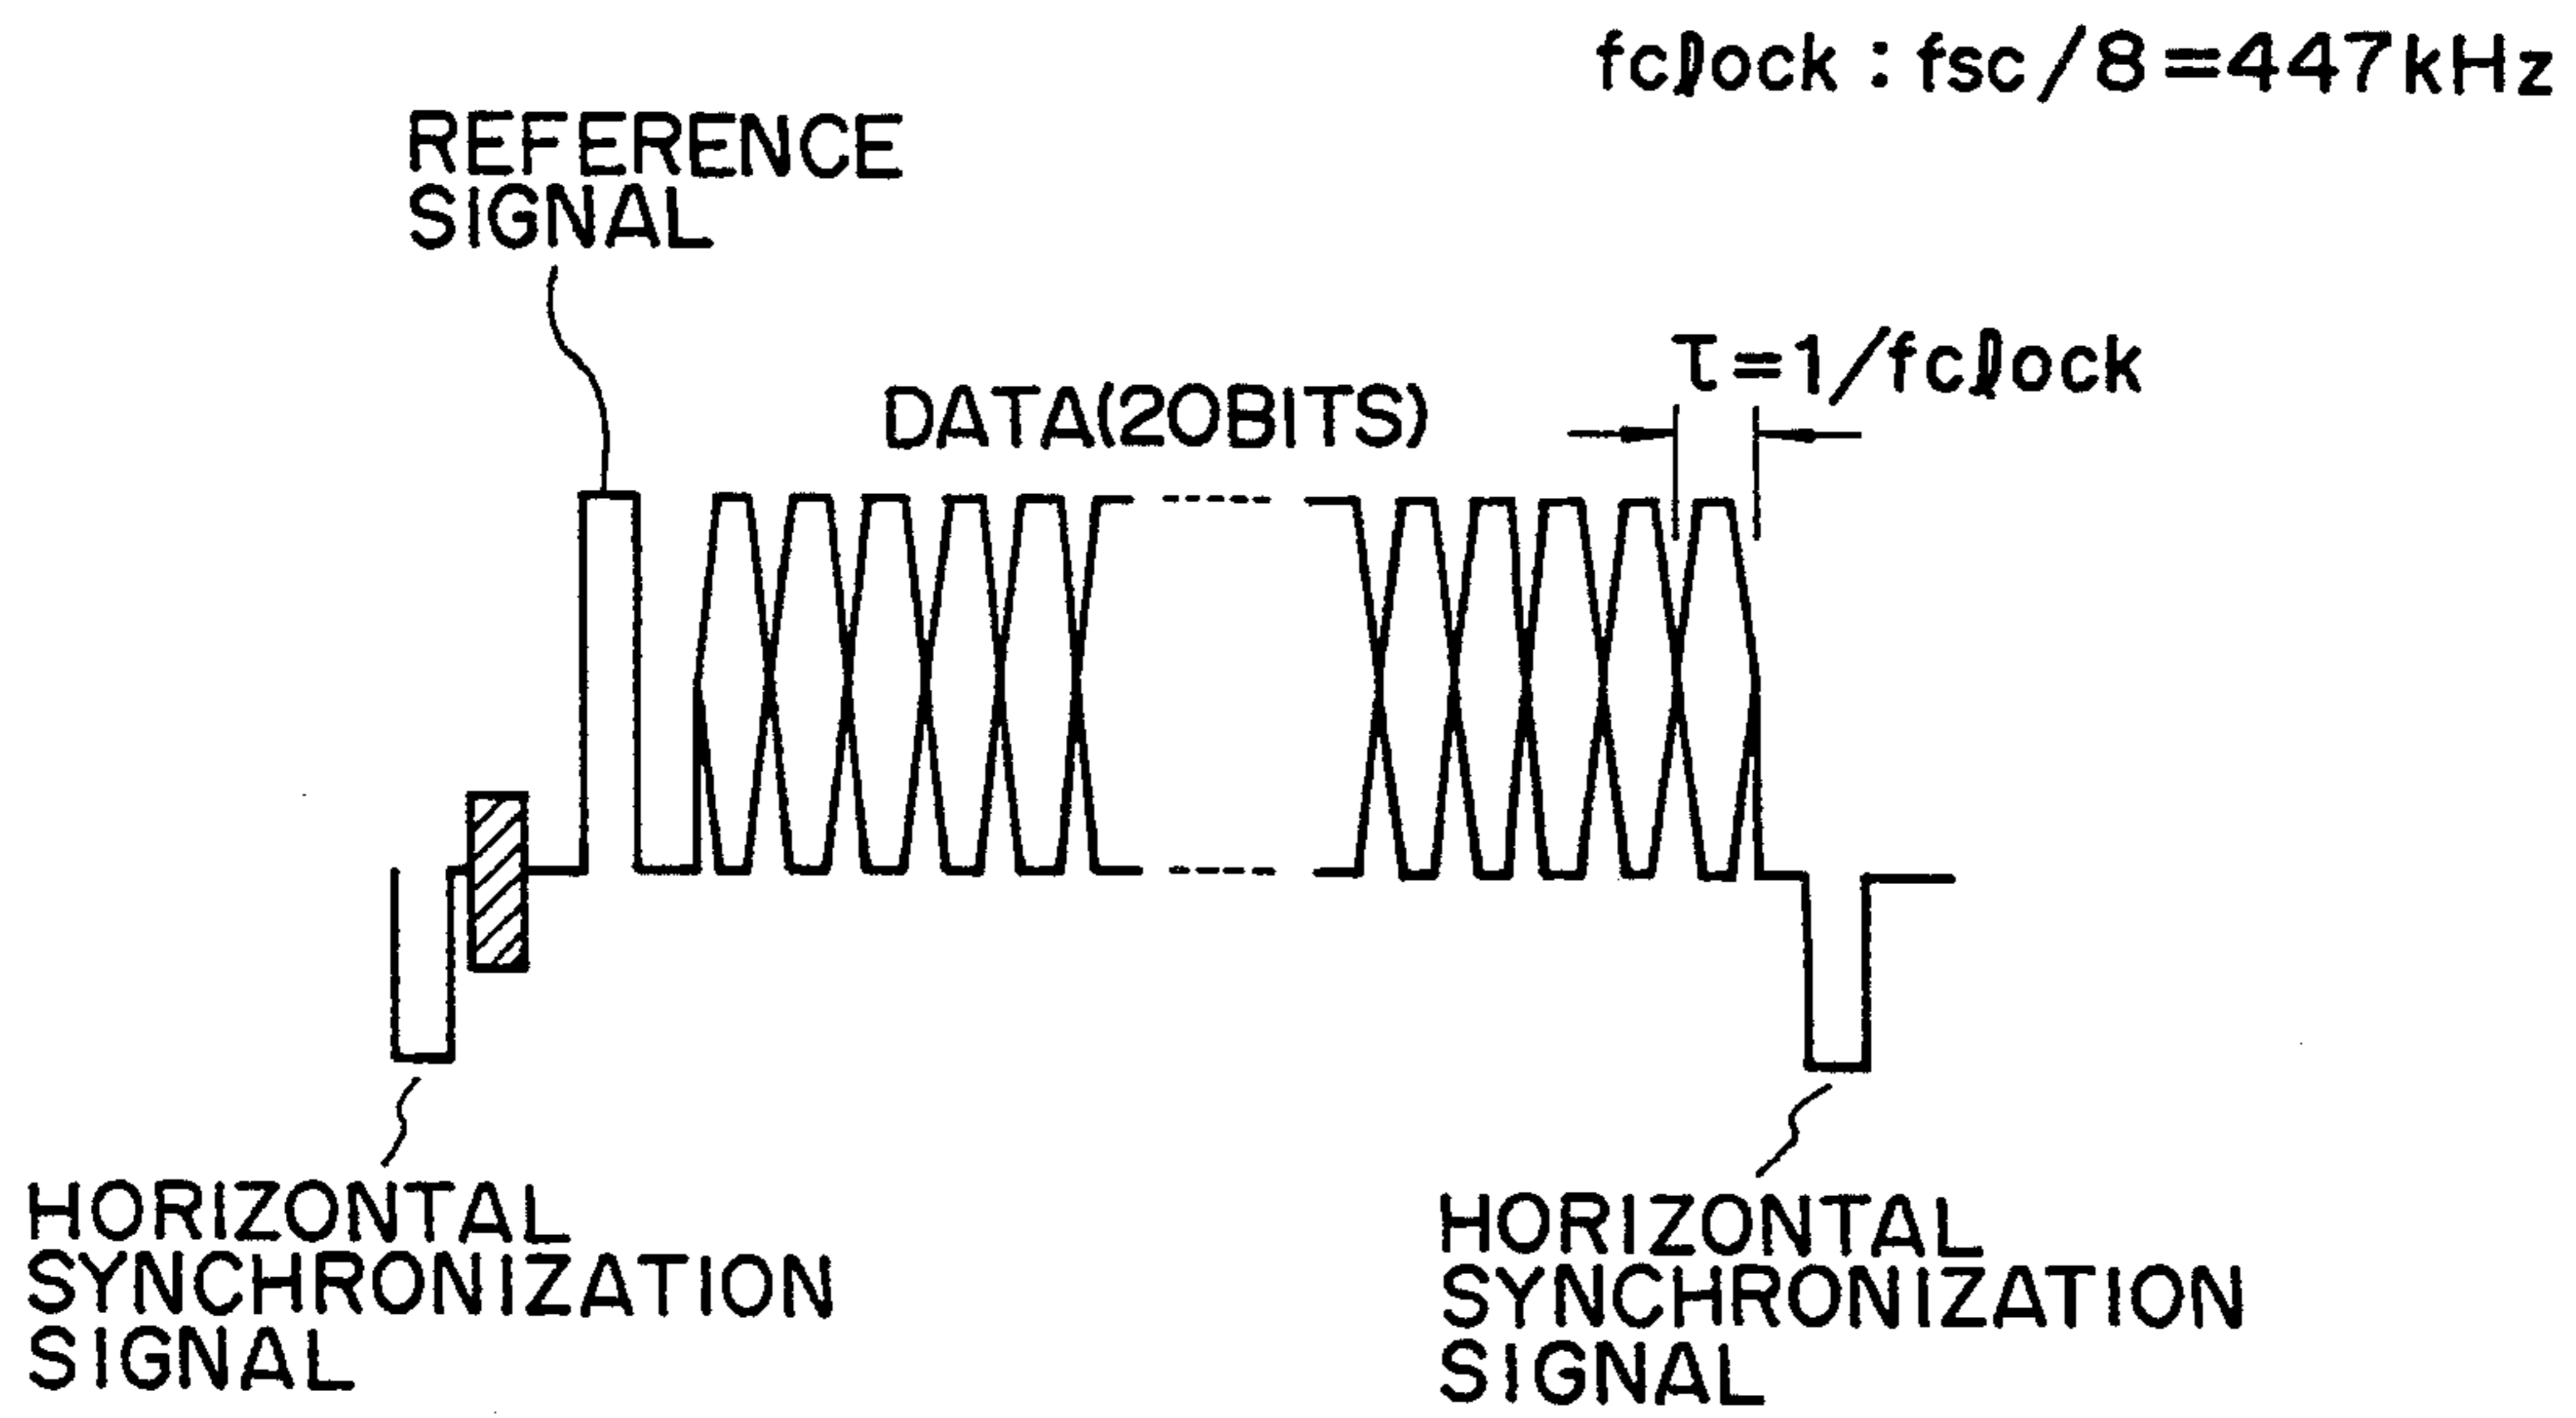 fclock : fsc/8=447kHz
REFERENCE
SIGNAL
τ=1/fclock
DATA(20BITS)
HORIZONTAL
SYNCHRONIZATION
SIGNAL
HORIZONTAL
SYNCHRONIZATION
SIGNAL